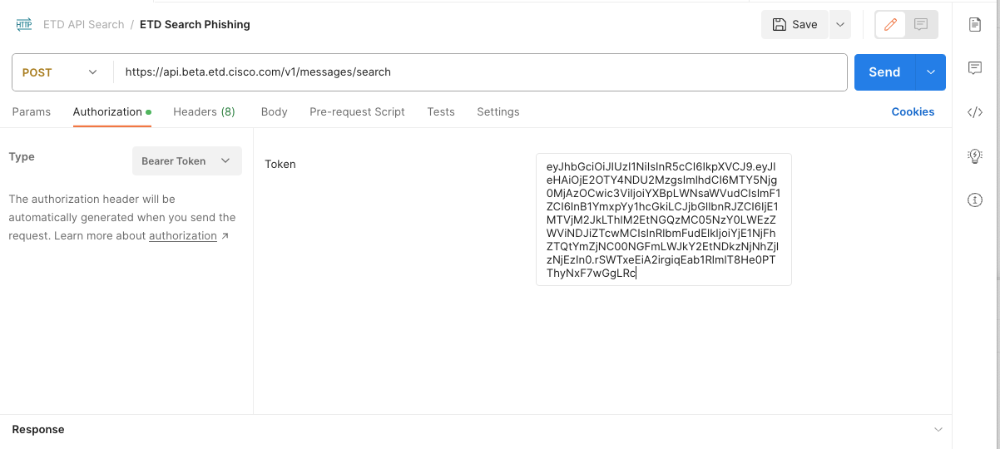 HTTP ETD API Search / ETD Search Phishing
Save
POST
https://api.beta.etd.cisco.com/v1/messages/search
Send
Params Authorization Headers (8) Body Pre-request Script Tests Settings
Cookies
Type
Bearer Token
The authorization header will be
automatically generated when you send the
request. Learn more about authorization ↗
Token
eyJhbGciOiJIUzI1NiIsInR5cCI6IkpXVCJ9.eyJl
eHAiOjE2OTY4NDU2MzgsImlhdCI6MTY5Njg
0MjAzOCwic3ViIjoiYXBpLWNsaWVudCIsImF1
ZCI6InB1YmxpYy1hcGkiLCJjbGllbnRJZCI6IjE1
MTVjM2JkLThlM2EtNGQzMC05NzY0LWEzZ
WViNDJiZTcwMCIsInRlbmFudElkIjoiYjE1NjFh
ZTQtYmZjNC00NGFmLWJkY2EtNDkzNjNhZjI
zNjEzIn0.rSWTxeEiA2irgiqEab1RlmlT8He0PT
ThyNxF7wGgLRc
Response